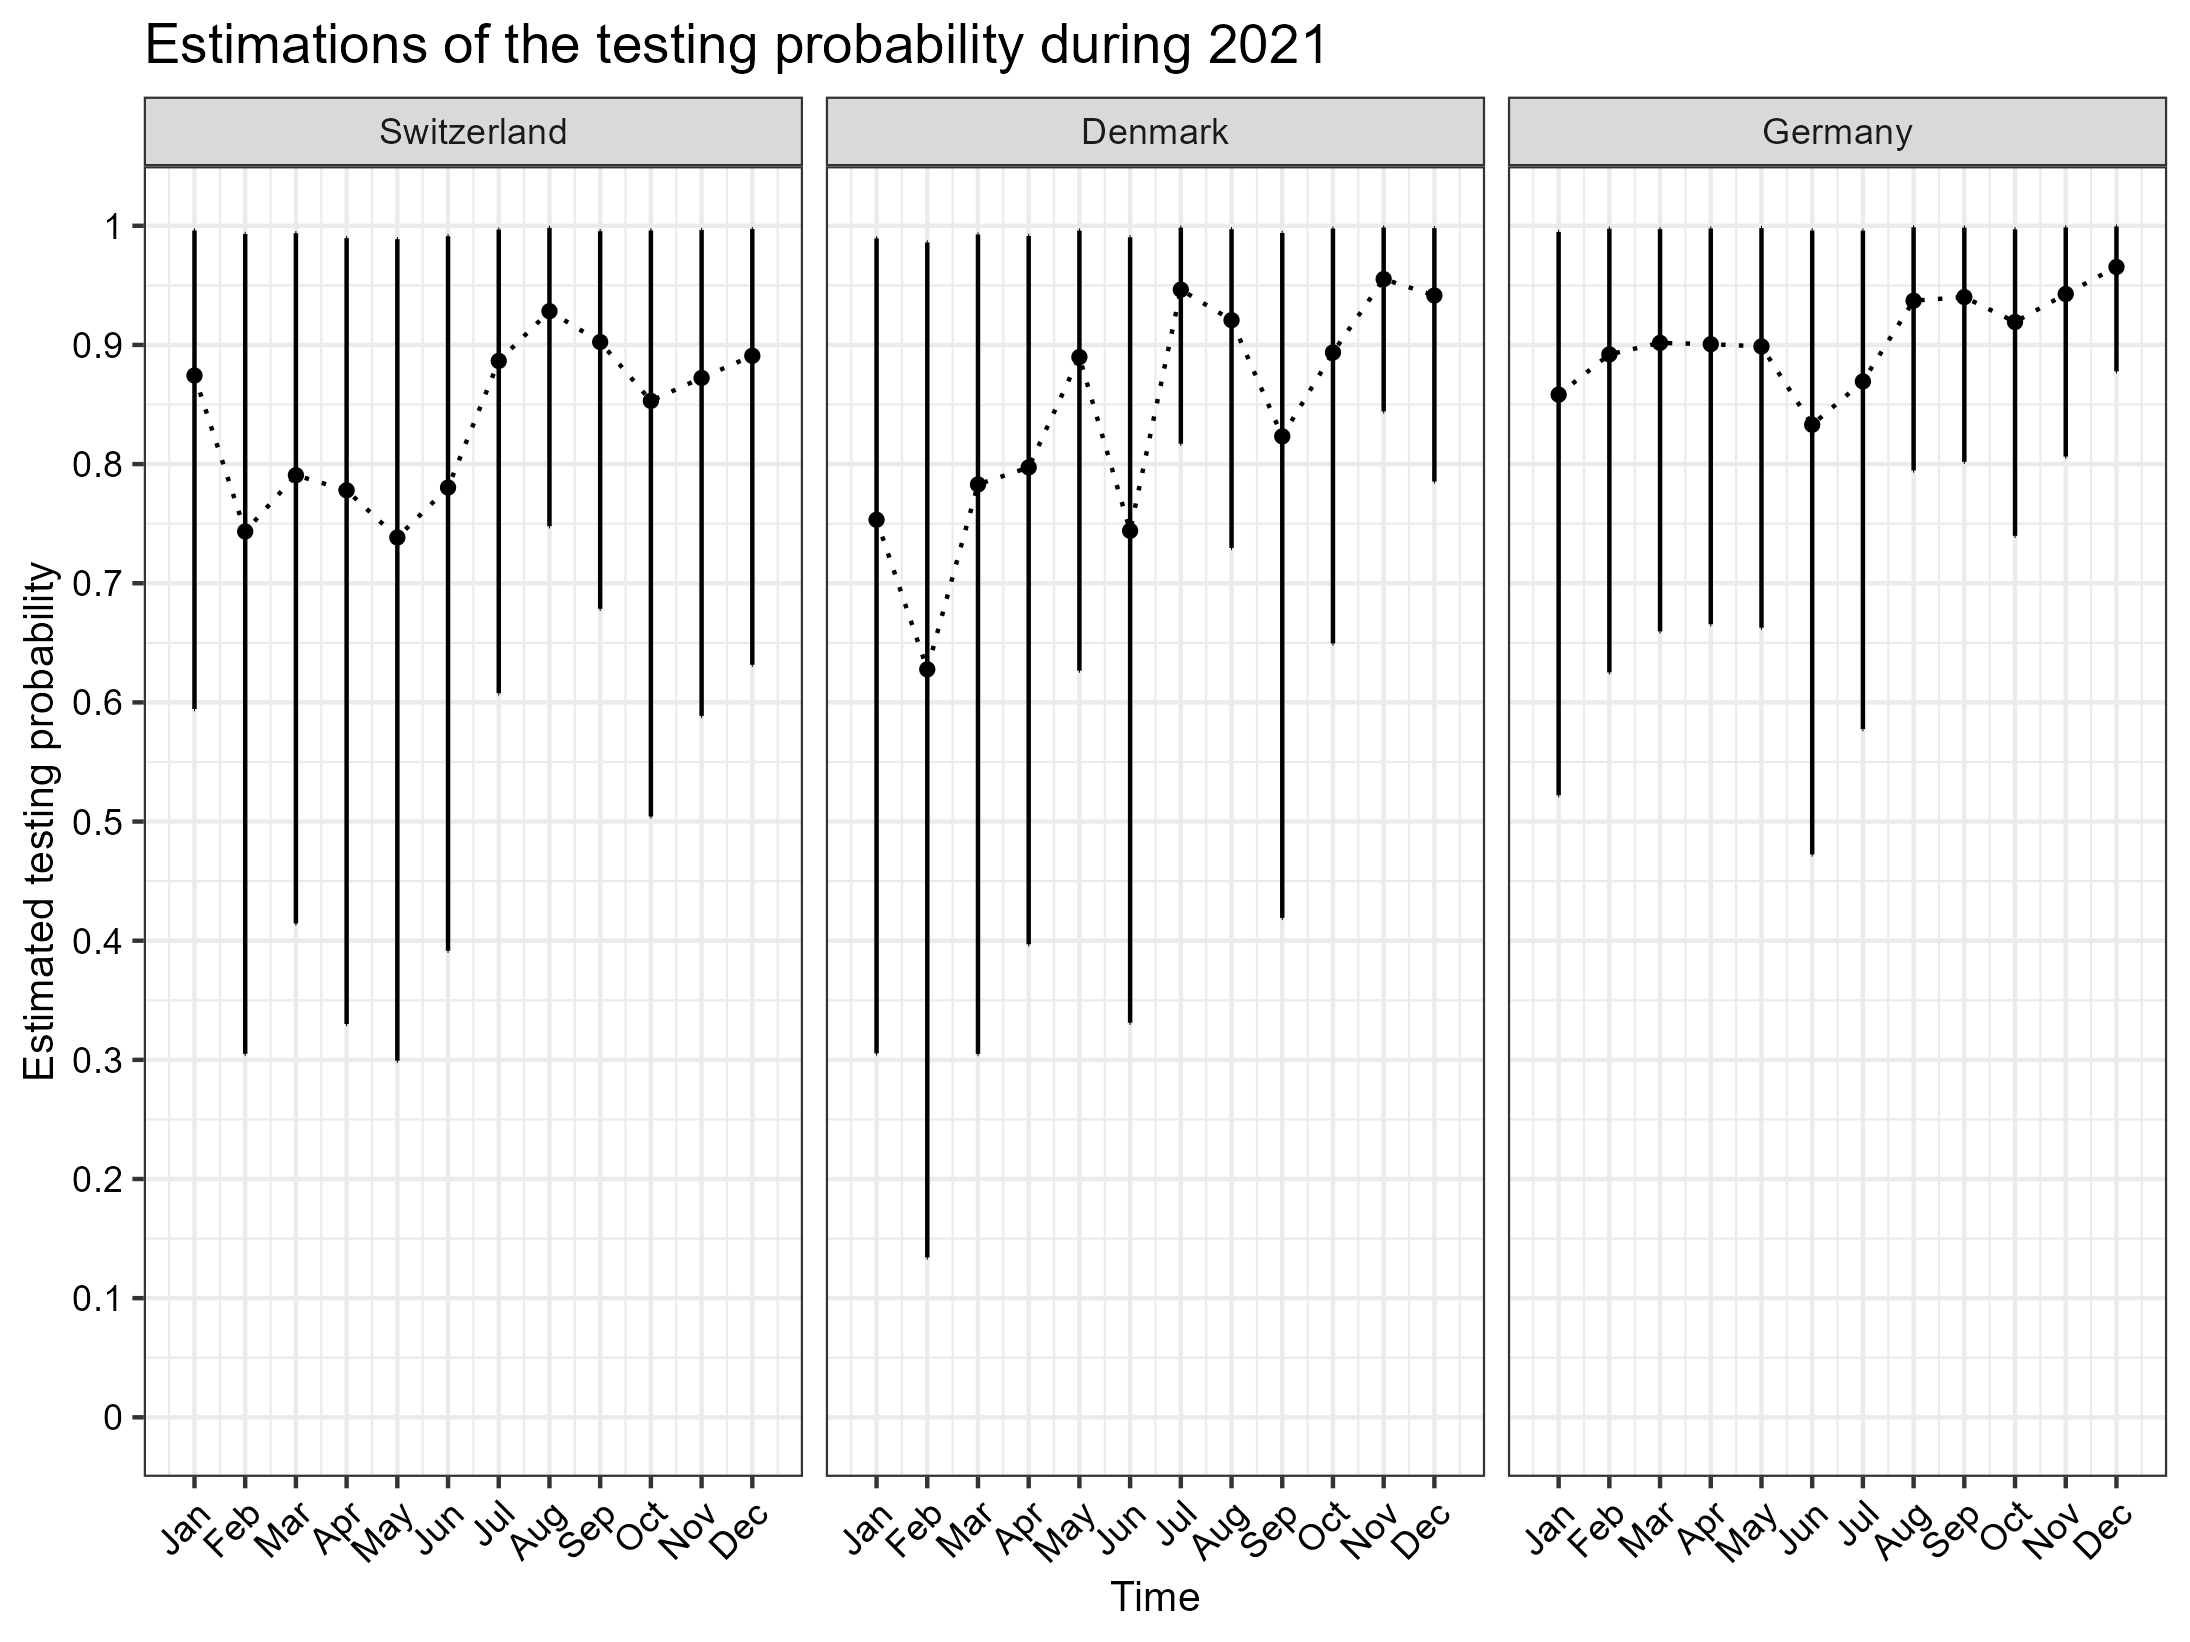 Estimations of the testing probability during 2021
Switzerland
Denmark
Germany
Estimated testing probability
1
0.9
0.8
0.7
0.6
0.5
0.4
0.3
0.2
0.1
0
Jan Feb Mar Apr May Jun Jul Aug Sep Oct Nov Dec
Jan Feb Mar Apr May Jun Jul Aug Sep Oct Nov Dec
Jan Feb Mar Apr May Jun Jul Aug Sep Oct Nov Dec
Time